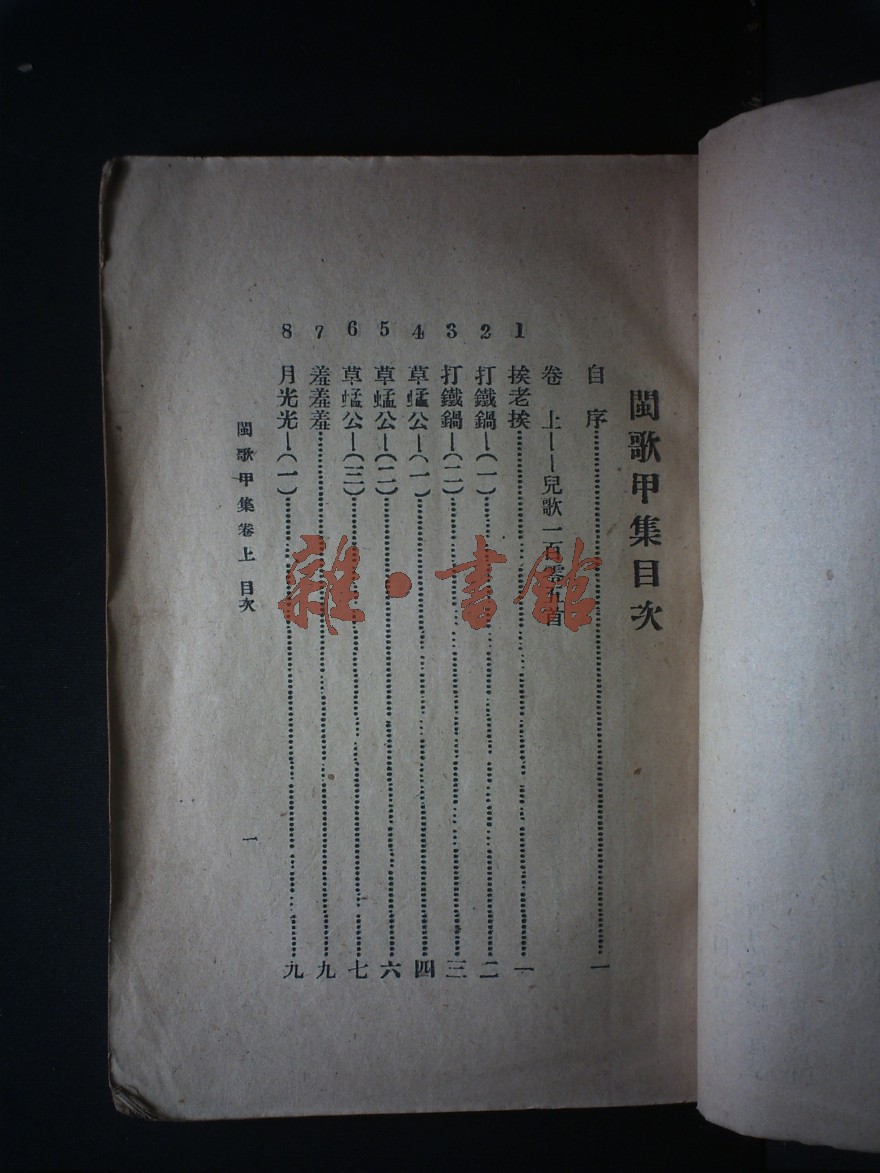 閩歌甲集目次
自序…………一
卷上——兒歌一百零五首
1 挨老挨…………一
2 打鐵鍋—(一)…………二
3 打鐵鍋—(二)…………三
4 草蜢公—(一)…………四
5 草蜢公—(二)…………六
6 草蜢公—(三)…………七
7 羞羞羞…………九
8 月光光—(一)…………九
閩歌甲集卷上 目次 一
雜·書館